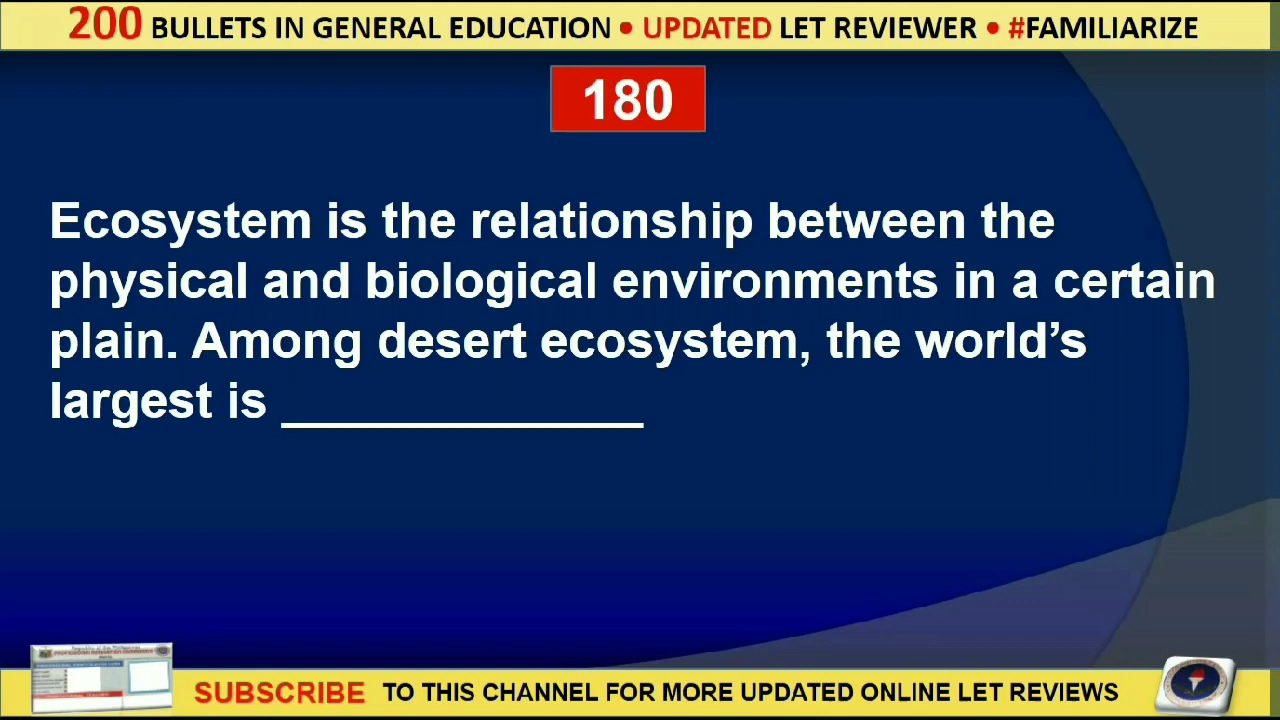 200 BULLETS IN GENERAL EDUCATION • UPDATED LET REVIEWER • #FAMILIARIZE
180
Ecosystem is the relationship between the
physical and biological environments in a certain
plain. Among desert ecosystem, the world’s
largest is _____________
SUBSCRIBE TO THIS CHANNEL FOR MORE UPDATED ONLINE LET REVIEWS